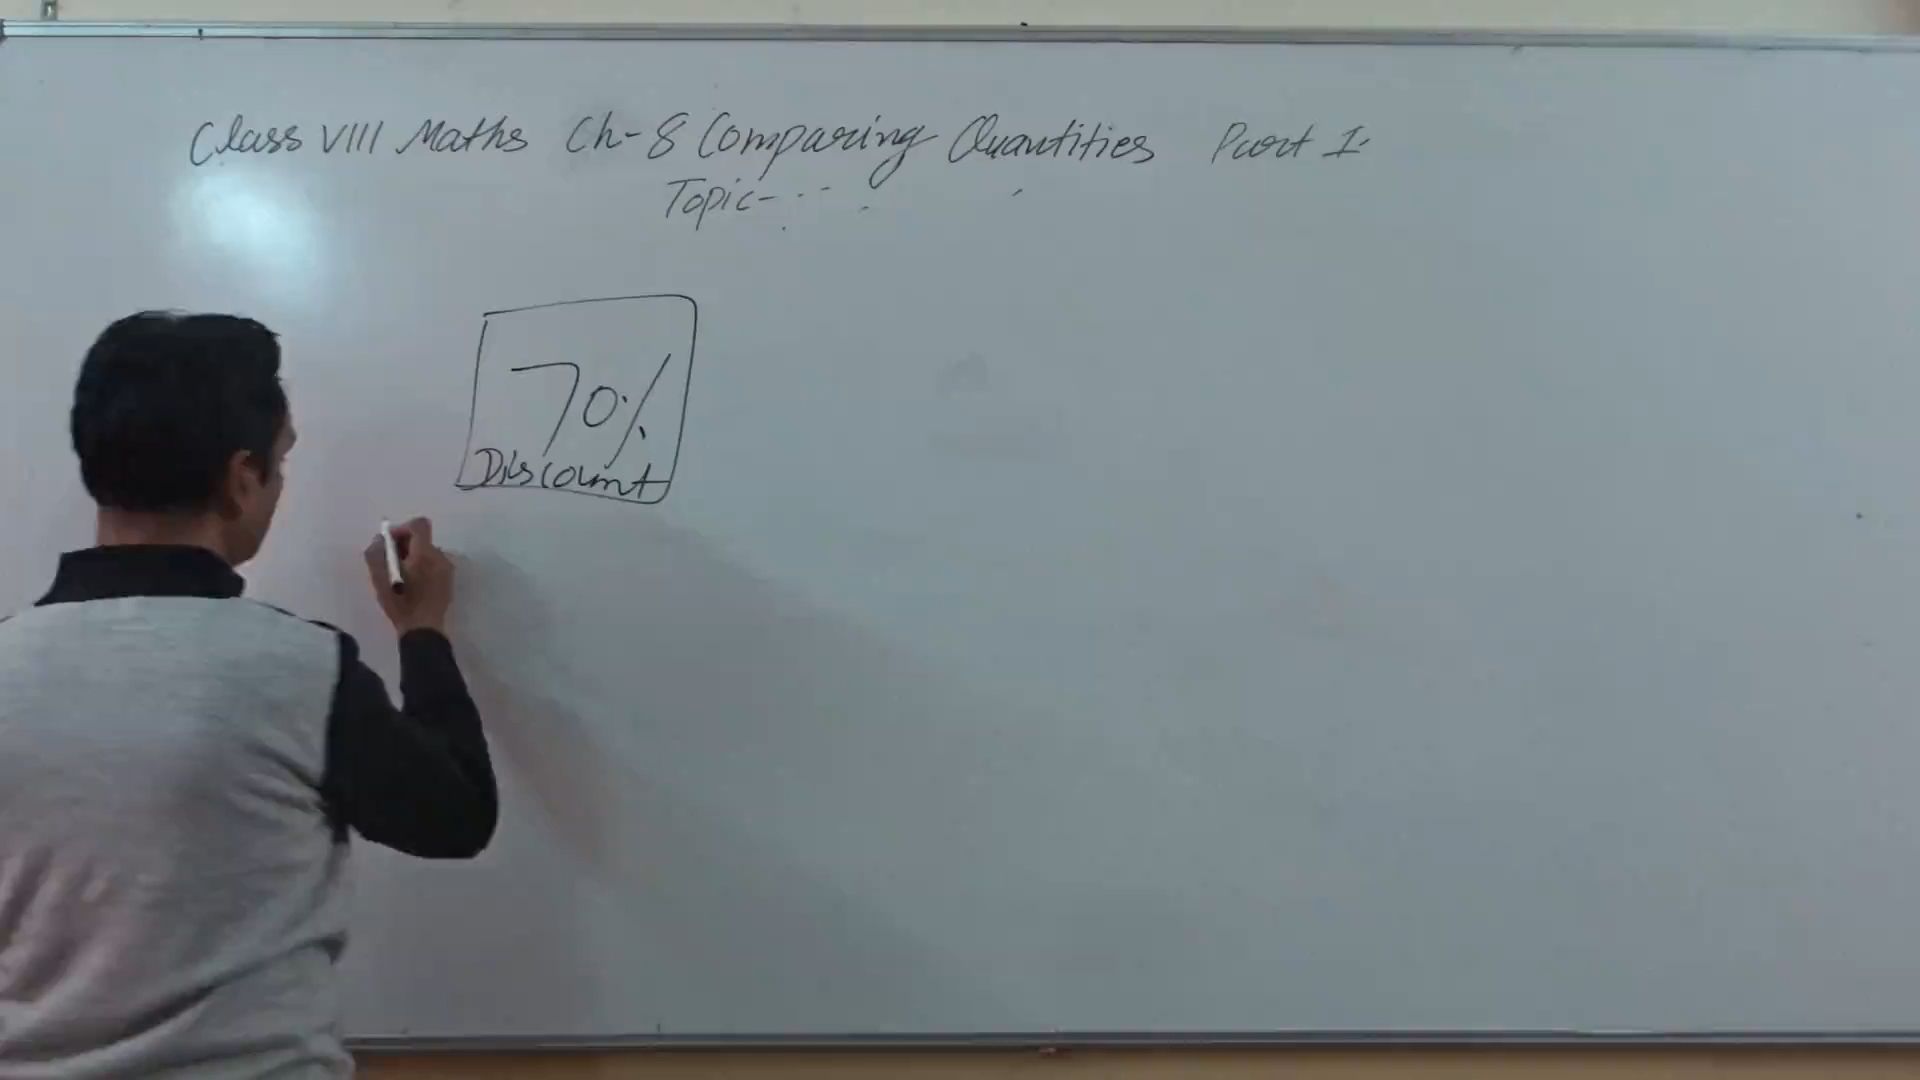 Class VIII Maths Ch-8 Comparing Quantities Part I.
Topic-
70%
Discount